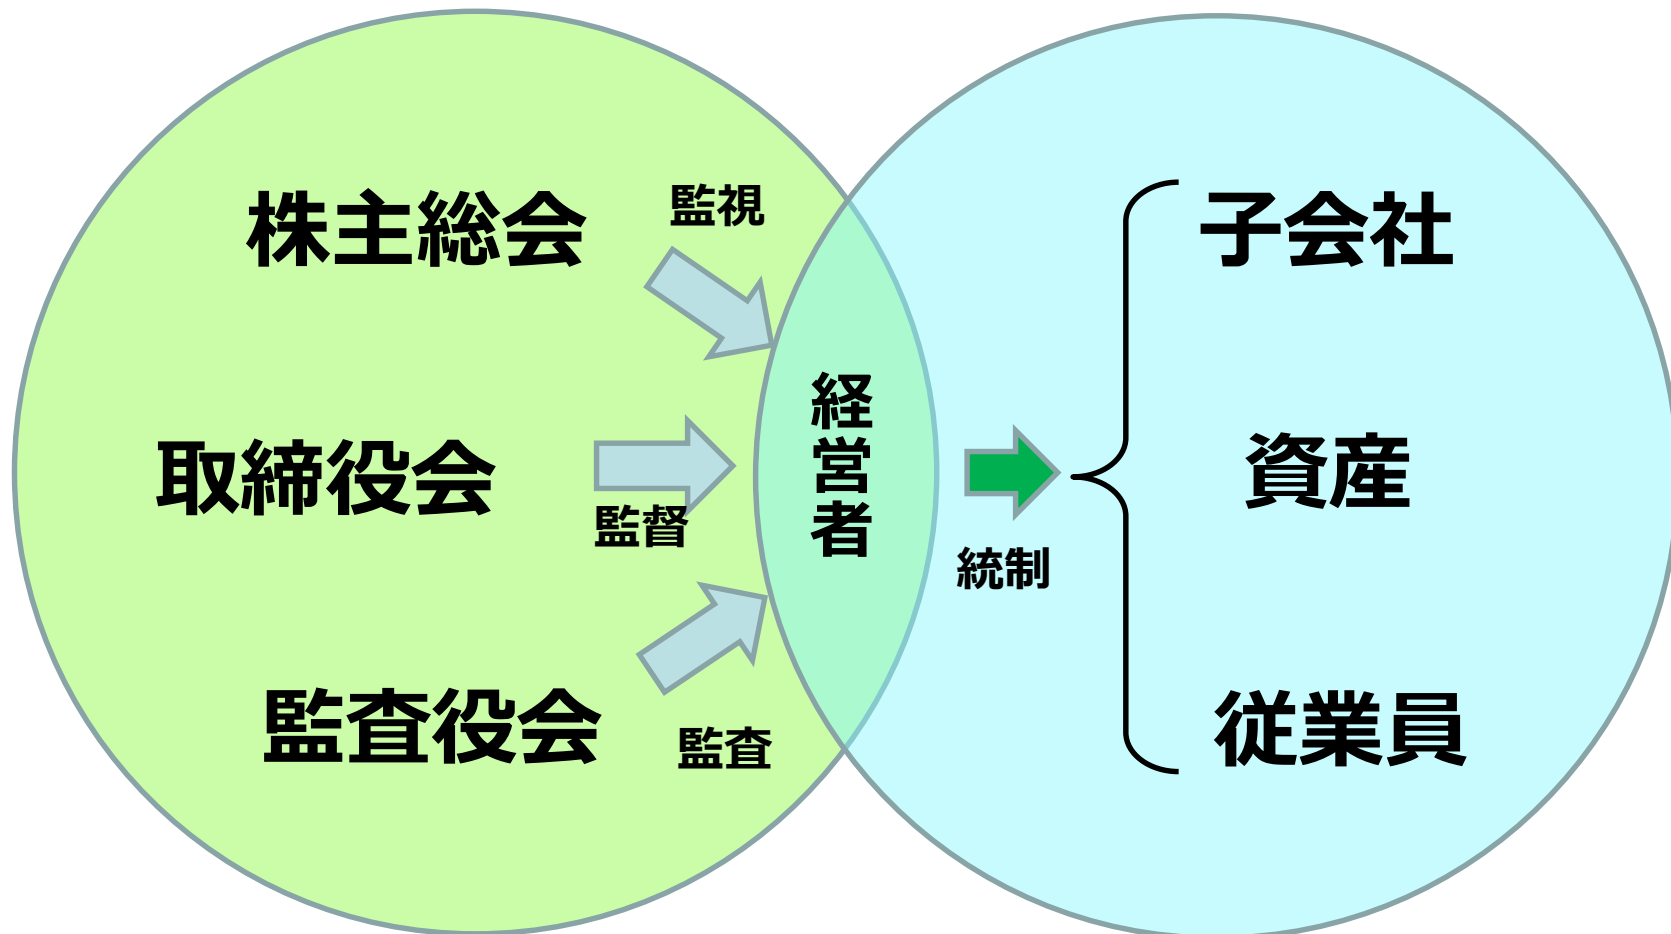 株主総会
監視
取締役会
監督
監査役会
監査
経営者
統制
子会社
資産
従業員